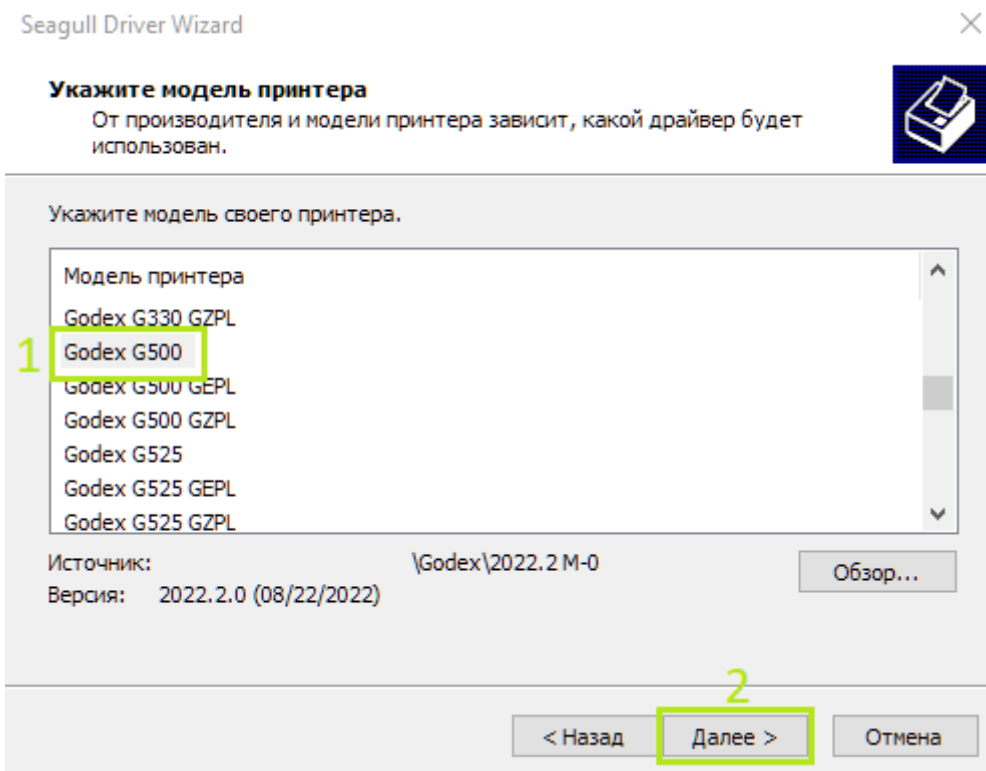 Seagull Driver Wizard
Укажите модель принтера
От производителя и модели принтера зависит, какой драйвер будет
использован.
Укажите модель своего принтера.
Модель принтера
Godex G330 GZPL
1
Godex G500
Godex G500 GEPL
Godex G500 GZPL
Godex G525
Godex G525 GEPL
Godex G525 GZPL
Источник: \Godex\2022.2 M-0
Обзор...
Версия: 2022.2.0 (08/22/2022)
2
< Назад
Далее >
Отмена